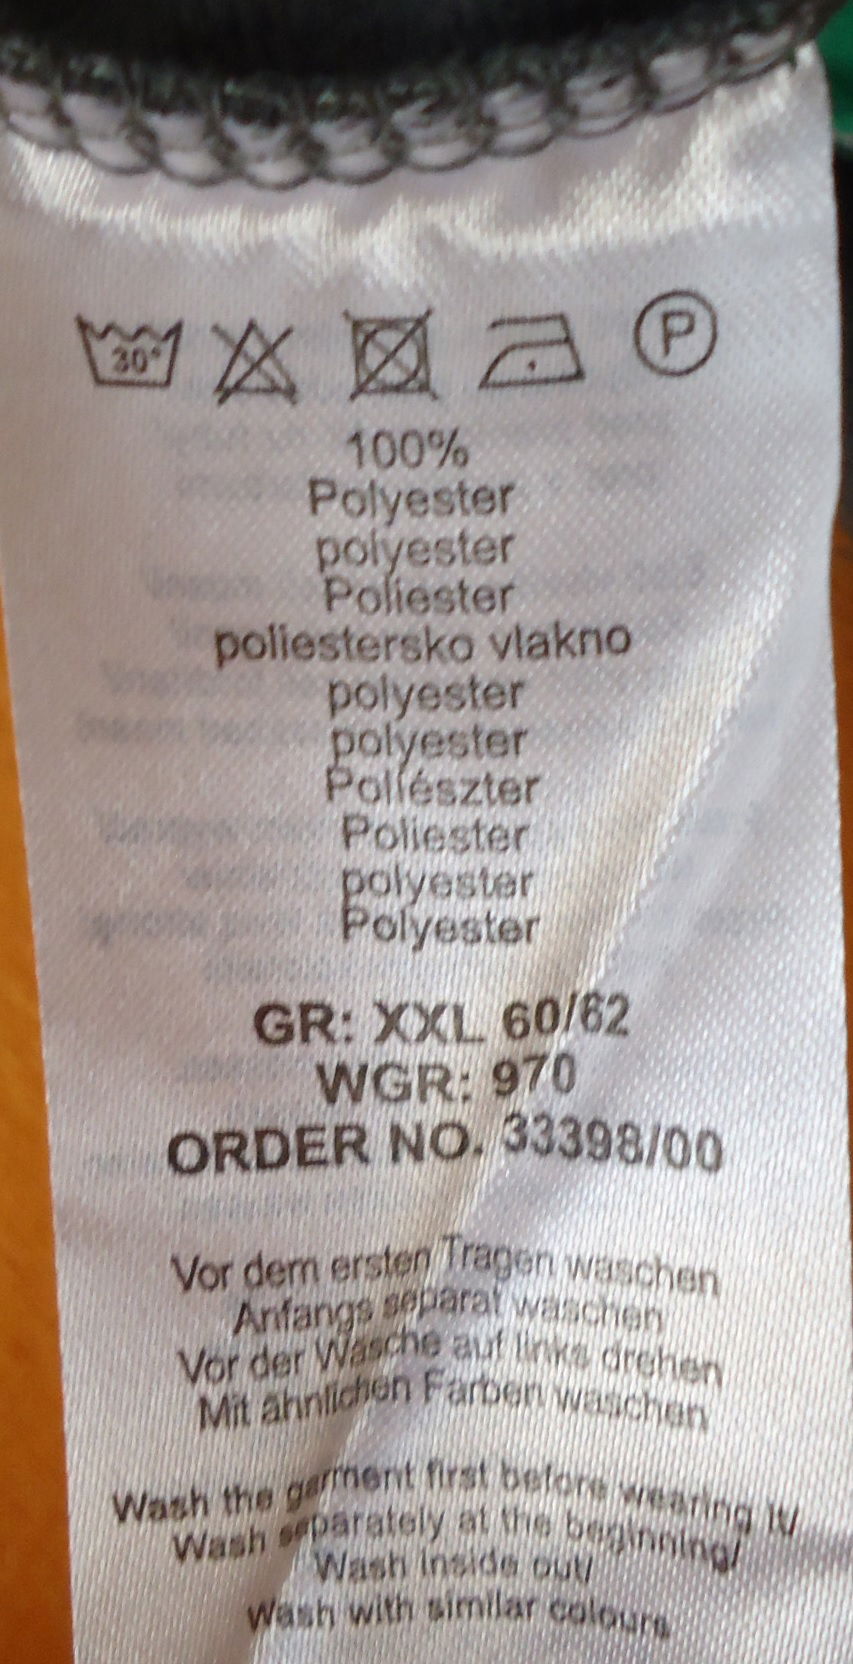 30°
P
100%
Polyester
polyester
Poliester
poliestersko vlakno
polyester
polyester
Poliészter
Poliester
polyester
Polyester
GR: XXL 60/62
WGR: 970
ORDER NO. 33398/00
Vor dem ersten Tragen waschen
Anfangs separat waschen
Vor der Wäsche auf links drehen
Mit ähnlichen Farben waschen
Wash the garment first before wearing it/
Wash separately at the beginning/
Wash inside out/
Wash with similar colours